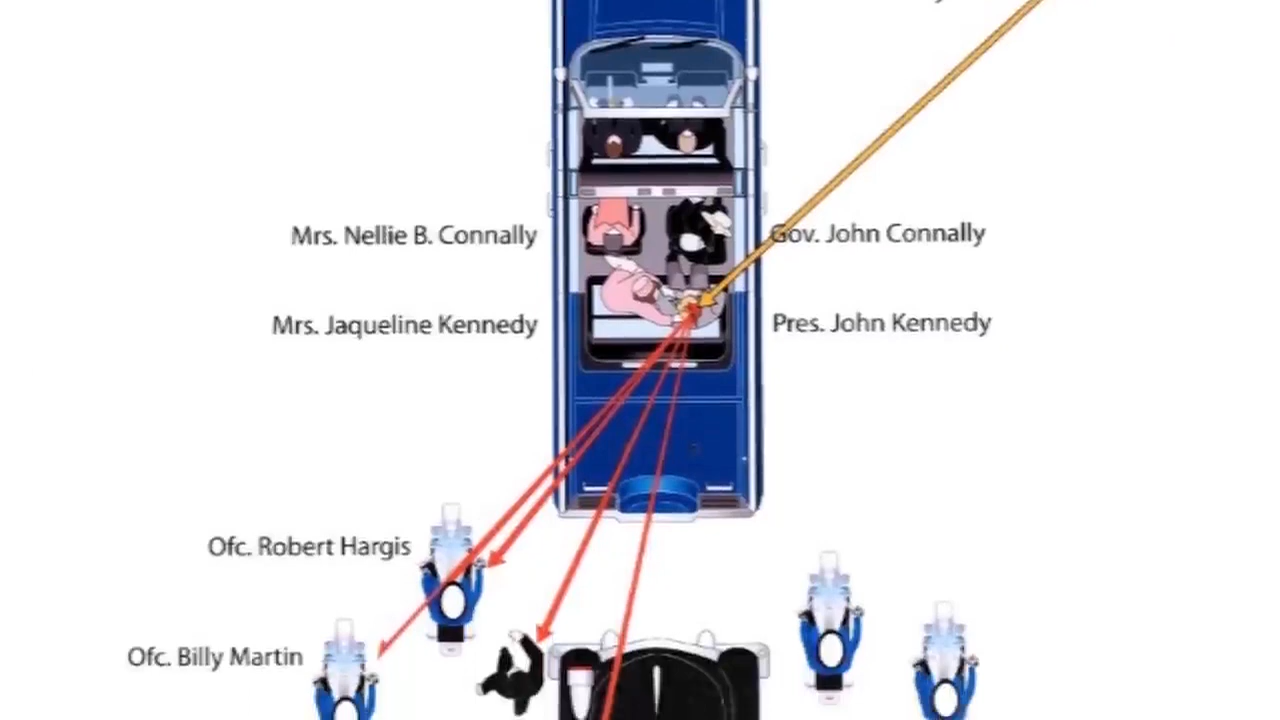 Mrs. Nellie B. Connally
Gov. John Connally
Mrs. Jaqueline Kennedy
Pres. John Kennedy
Ofc. Robert Hargis
Ofc. Billy Martin